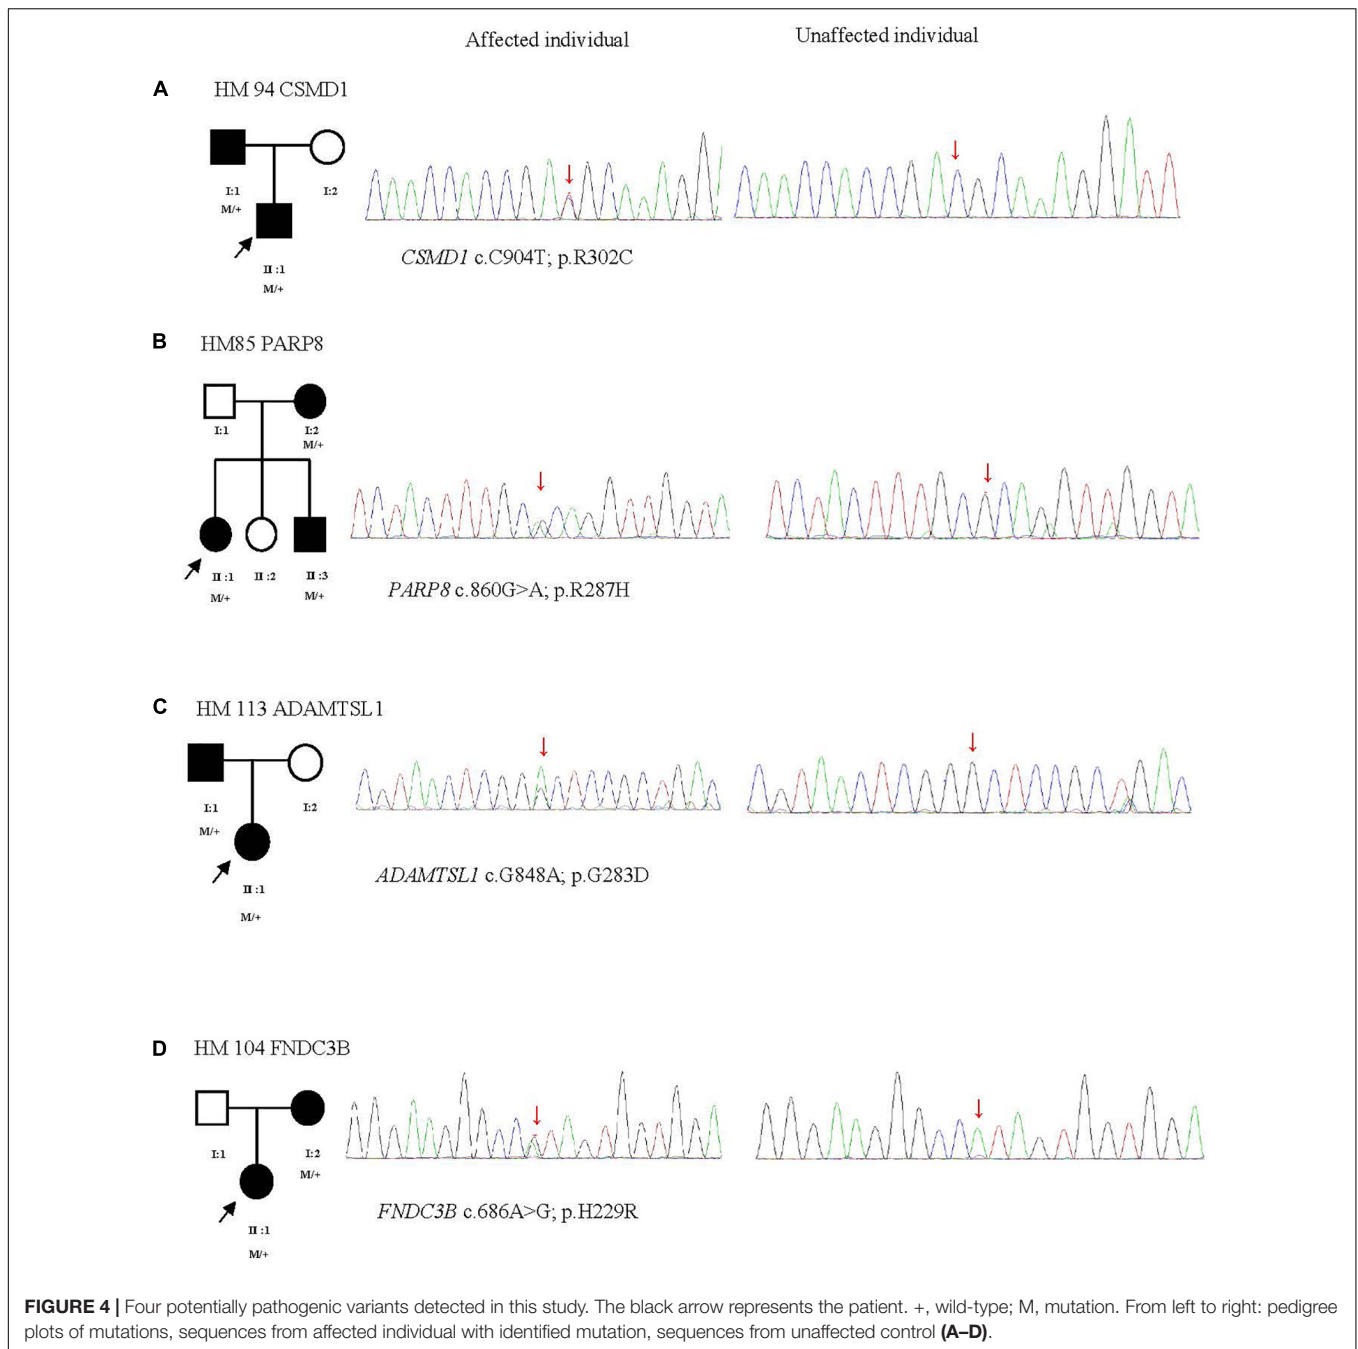 Affected individual
Unaffected individual
A
HM 94 CSMD1
I:1
M/+
I:2
II :1
M/+
CSMD1 c.C904T; p.R302C
B
HM85 PARP8
I:1
I:2
M/+
II :1
M/+
II :2
II :3
M/+
PARP8 c.860G>A; p.R287H
C
HM 113 ADAMTSL1
I:1
M/+
I:2
II :1
M/+
ADAMTSL1 c.G848A; p.G283D
D
HM 104 FNDC3B
I:1
I:2
M/+
II :1
M/+
FNDC3B c.686A>G; p.H229R
FIGURE 4 | Four potentially pathogenic variants detected in this study. The black arrow represents the patient. +, wild-type; M, mutation. From left to right: pedigree
plots of mutations, sequences from affected individual with identified mutation, sequences from unaffected control (A–D).